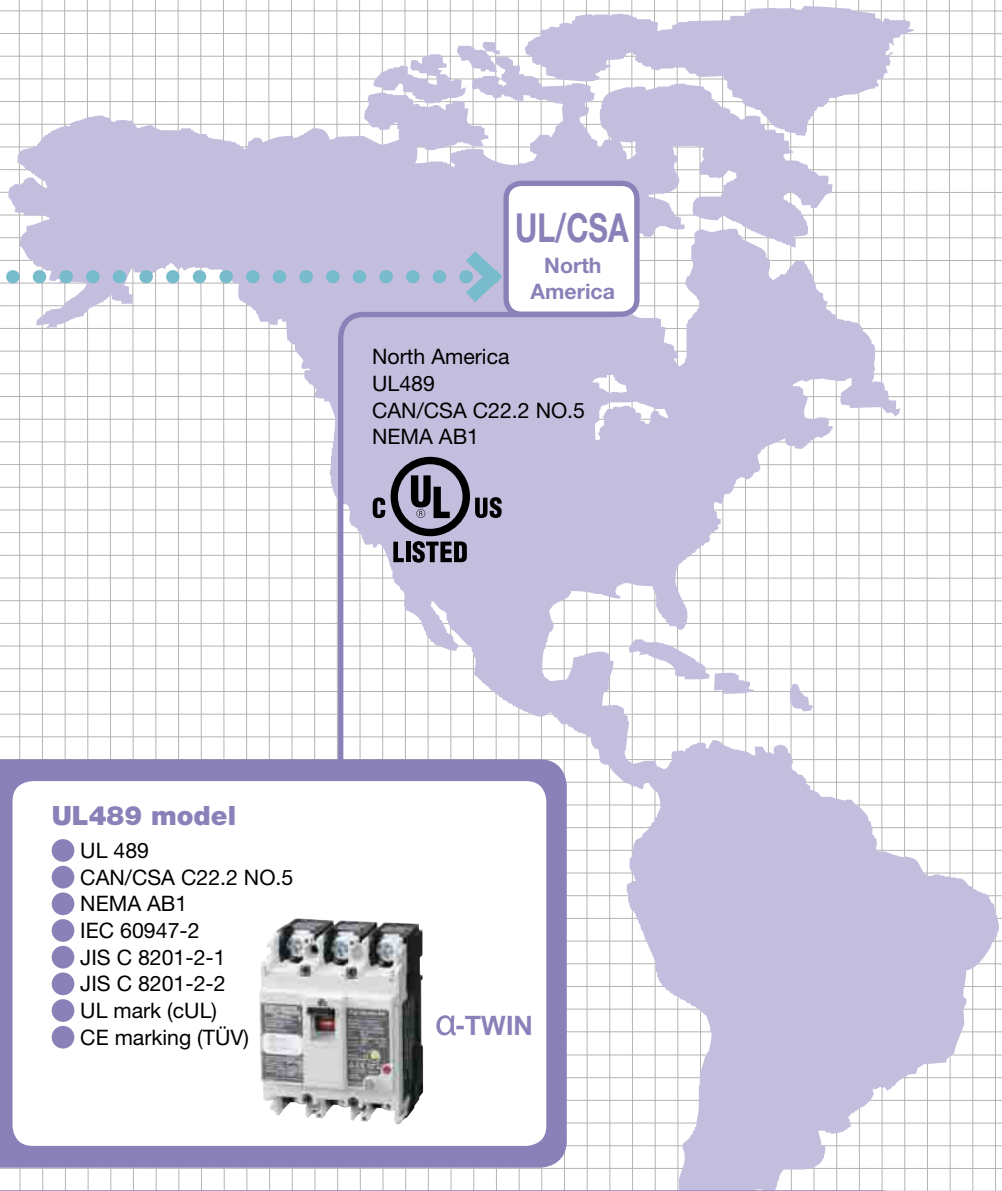 UL/CSA
North
America
North America
UL489
CAN/CSA C22.2 NO.5
NEMA AB1
C UL® US
LISTED
UL489 model
UL 489
CAN/CSA C22.2 NO.5
NEMA AB1
IEC 60947-2
JIS C 8201-2-1
JIS C 8201-2-2
UL mark (cUL)
CE marking (TÜV)
α-TWIN